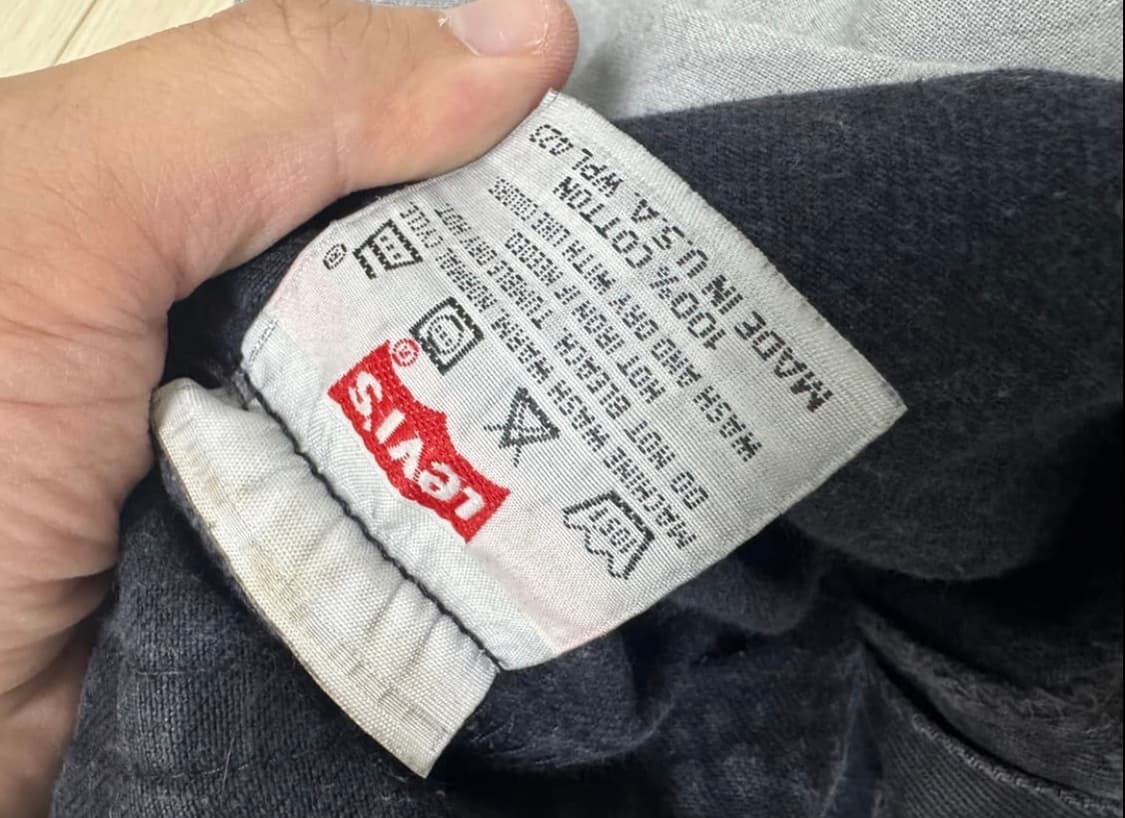 Levi's®
®
MACHINE WASH WARM NORMAL CYCLE
DO NOT BLEACH. TUMBLE DRY HOT
HOT IRON IF NEEDED
WASH AND DRY WITH LIKE COLORS
100% COTTON
MADE IN U.S.A. WPL 423